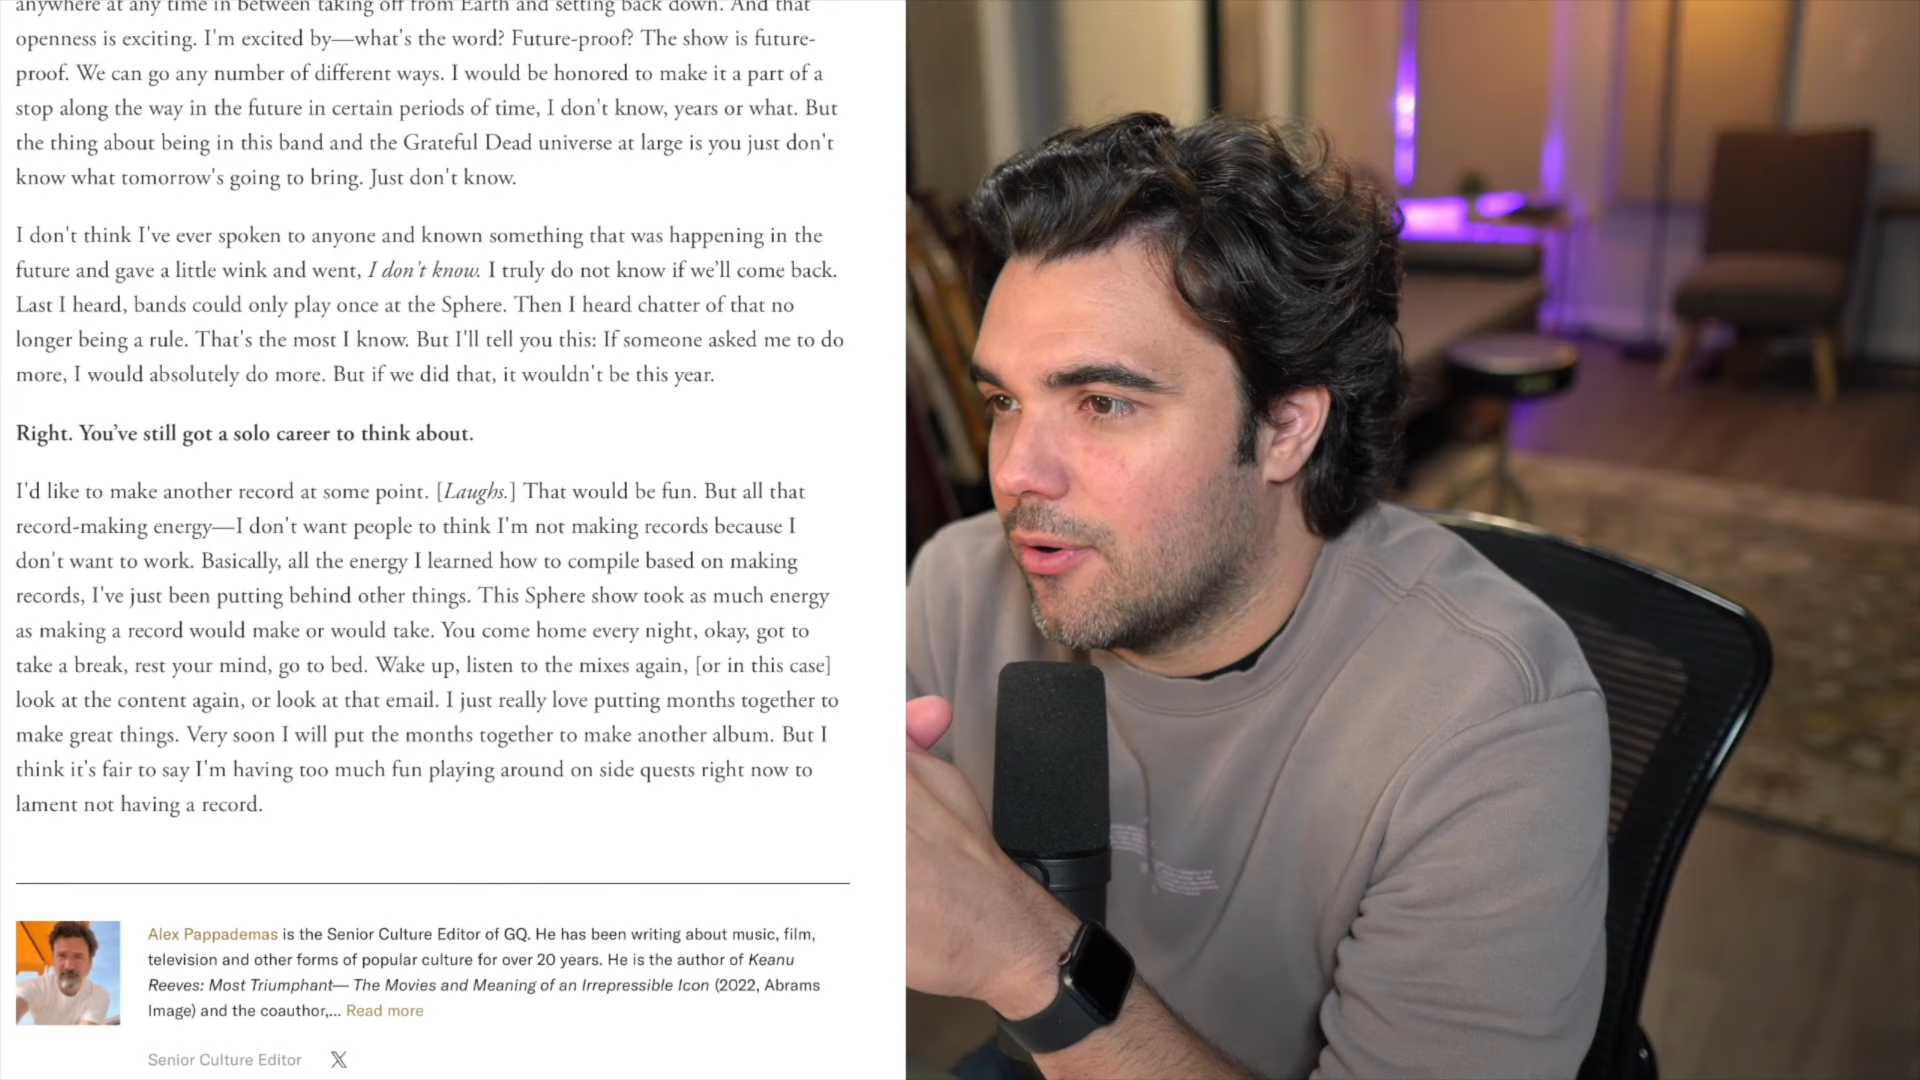 anywhere at any time in between taking off from Earth and setting back down. And that
openness is exciting. I'm excited by—what's the word? Future-proof? The show is future-
proof. We can go any number of different ways. I would be honored to make it a part of a
stop along the way in the future in certain periods of time, I don't know, years or what. But
the thing about being in this band and the Grateful Dead universe at large is you just don't
know what tomorrow's going to bring. Just don't know.
I don't think I've ever spoken to anyone and known something that was happening in the
future and gave a little wink and went, I don't know. I truly do not know if we’ll come back.
Last I heard, bands could only play once at the Sphere. Then I heard chatter of that no
longer being a rule. That's the most I know. But I'll tell you this: If someone asked me to do
more, I would absolutely do more. But if we did that, it wouldn't be this year.
Right. You’ve still got a solo career to think about.
I'd like to make another record at some point. [Laughs.] That would be fun. But all that
record-making energy—I don't want people to think I'm not making records because I
don't want to work. Basically, all the energy I learned how to compile based on making
records, I've just been putting behind other things. This Sphere show took as much energy
as making a record would make or would take. You come home every night, okay, got to
take a break, rest your mind, go to bed. Wake up, listen to the mixes again, [or in this case]
look at the content again, or look at that email. I just really love putting months together to
make great things. Very soon I will put the months together to make another album. But I
think it's fair to say I'm having too much fun playing around on side quests right now to
lament not having a record.
Alex Pappademas is the Senior Culture Editor of GQ. He has been writing about music, film,
television and other forms of popular culture for over 20 years. He is the author of Keanu
Reeves: Most Triumphant— The Movies and Meaning of an Irrepressible Icon (2022, Abrams
Image) and the coauthor,... Read more
Senior Culture Editor X